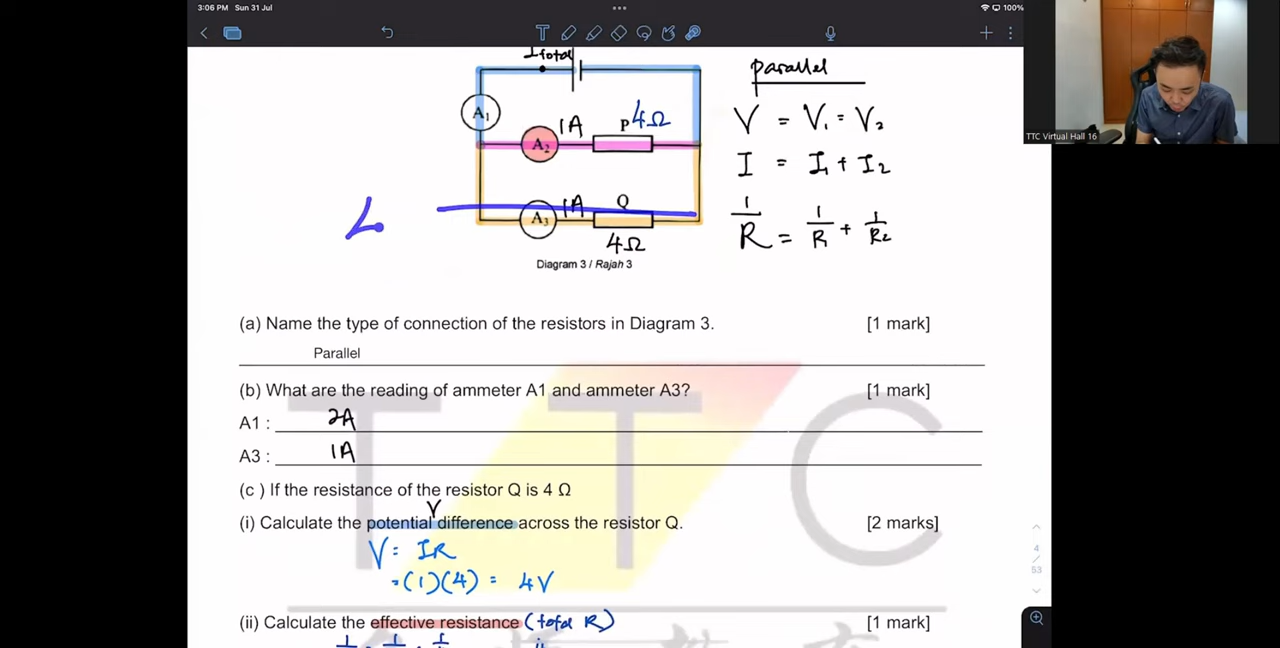 3:06 PM Sun 31 Jul
100%
I total
parallel
A1
1A
P 4Ω
V = V1 = V2
A2
I = I1 + I2
1A
Q
A3
4Ω
1/R = 1/R + 1/R2
Diagram 3 / Rajah 3
TTC Virtual Hall 16
(a) Name the type of connection of the resistors in Diagram 3. [1 mark]
Parallel
(b) What are the reading of ammeter A1 and ammeter A3? [1 mark]
A1 : 2A
A3 : 1A
TTC
(c ) If the resistance of the resistor Q is 4 Ω
V
(i) Calculate the potential difference across the resistor Q. [2 marks]
V = IR
= (1)(4) = 4V
4
/
53
(ii) Calculate the effective resistance (total R) [1 mark]